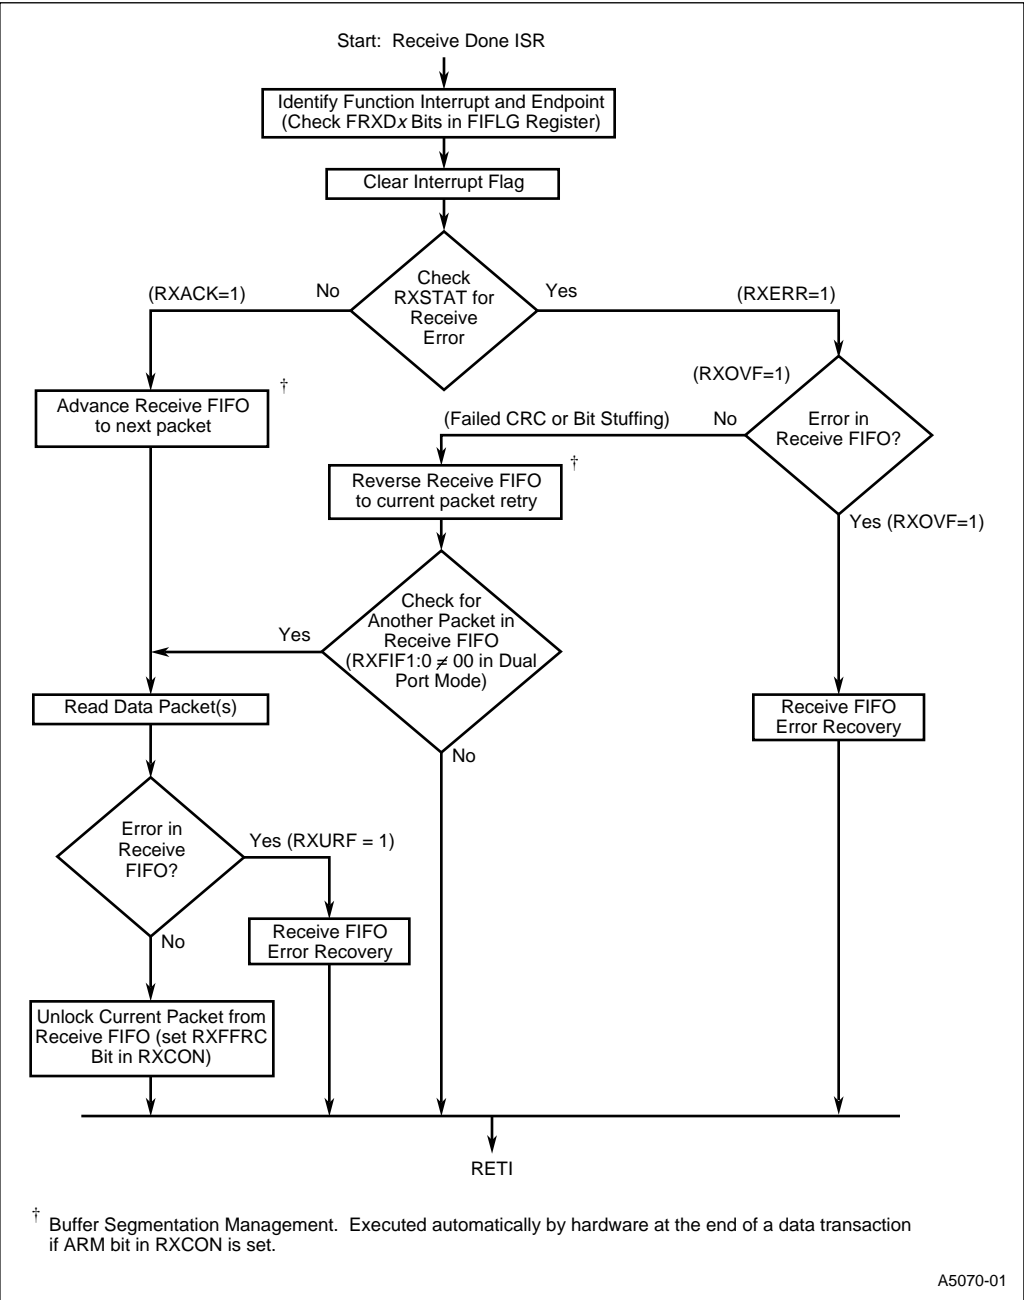 Start: Receive Done ISR
Identify Function Interrupt and Endpoint
(Check FRXDx Bits in FIFLG Register)
Clear Interrupt Flag
Check
RXSTAT for
Receive
Error
No
(RXACK=1)
Yes
(RXERR=1)
†
Advance Receive FIFO
to next packet
(RXOVF=1)
Error in
Receive FIFO?
No
(Failed CRC or Bit Stuffing)
†
Reverse Receive FIFO
to current packet retry
Yes (RXOVF=1)
Check for
Another Packet in
Receive FIFO
(RXFIF1:0 ≠ 00 in Dual
Port Mode)
Yes
No
Read Data Packet(s)
Receive FIFO
Error Recovery
Error in
Receive
FIFO?
Yes (RXURF = 1)
No
Receive FIFO
Error Recovery
Unlock Current Packet from
Receive FIFO (set RXFFRC
Bit in RXCON)
RETI
† Buffer Segmentation Management. Executed automatically by hardware at the end of a data transaction
if ARM bit in RXCON is set.
A5070-01